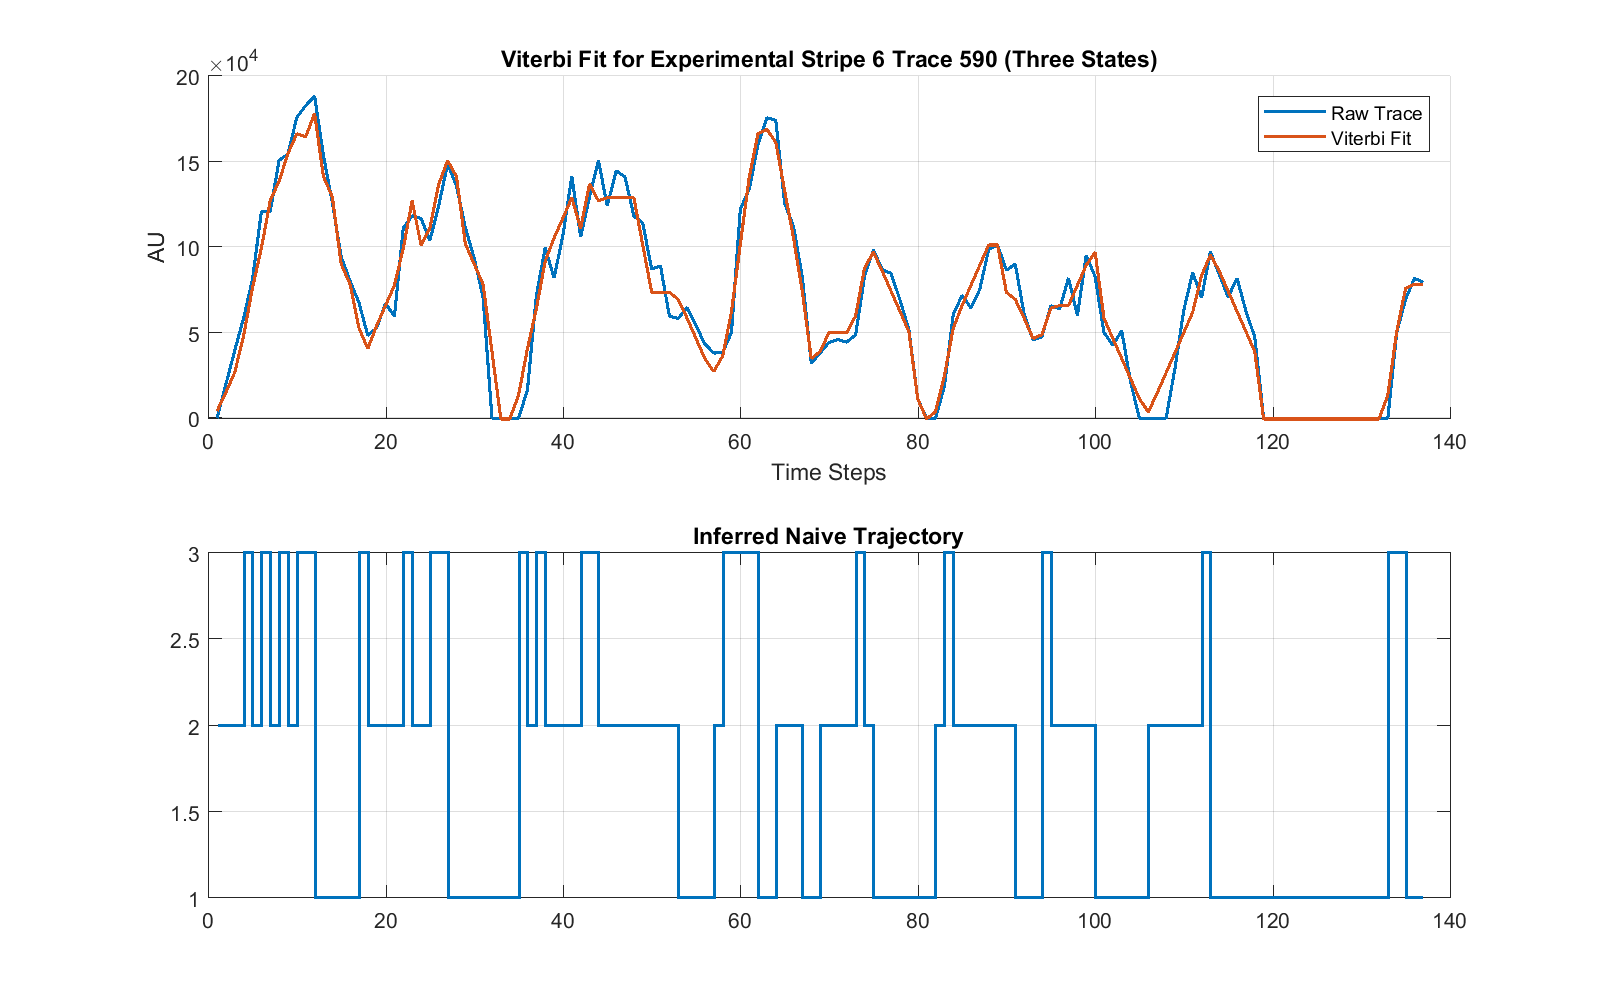 Viterbi Fit for Experimental Stripe 6 Trace 590 (Three States)
×10⁴
20
15
10
5
0
AU
Raw Trace
Viterbi Fit
0 20 40 60 80 100 120 140
Time Steps
Inferred Naive Trajectory
3
2.5
2
1.5
1
0 20 40 60 80 100 120 140